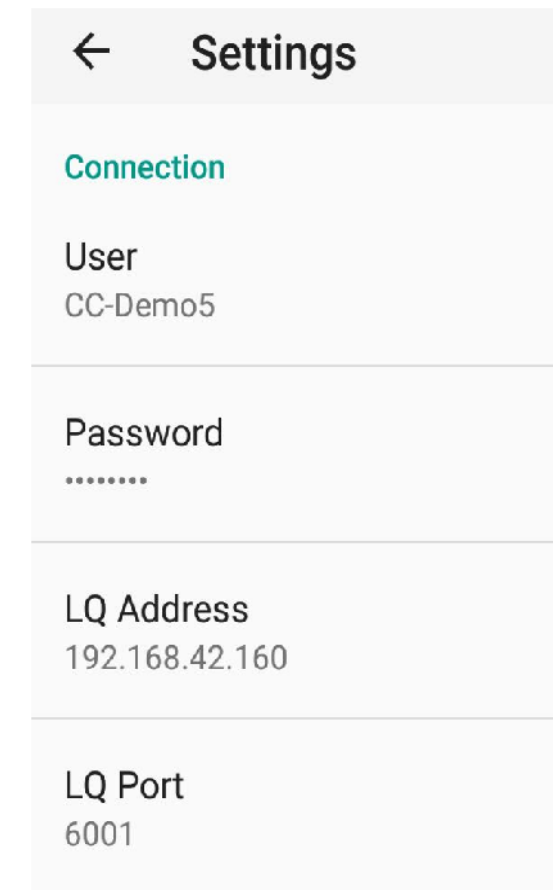 Settings
Connection
User
CC-Demo5
Password
••••••••
LQ Address
192.168.42.160
LQ Port
6001